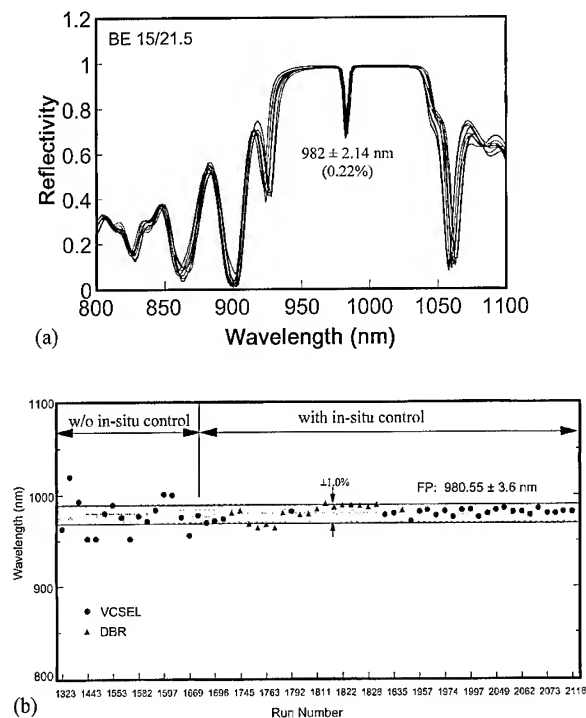 BE 15/21.5
1.2
1
0.8
0.6
0.4
0.2
0
Reflectivity
982 ± 2.14 nm
(0.22%)
800 850 900 950 1000 1050 1100
Wavelength (nm)
(a)
1100
1000
900
800
Wavelength (nm)
w/o in-situ control
with in-situ control
±1.0%
FP: 980.55 ± 3.6 nm
● VCSEL
▲ DBR
1323 1443 1553 1582 1597 1669 1696 1745 1763 1792 1811 1822 1828 1635 1957 1974 1997 2049 2062 2073 2118
Run Number
(b)